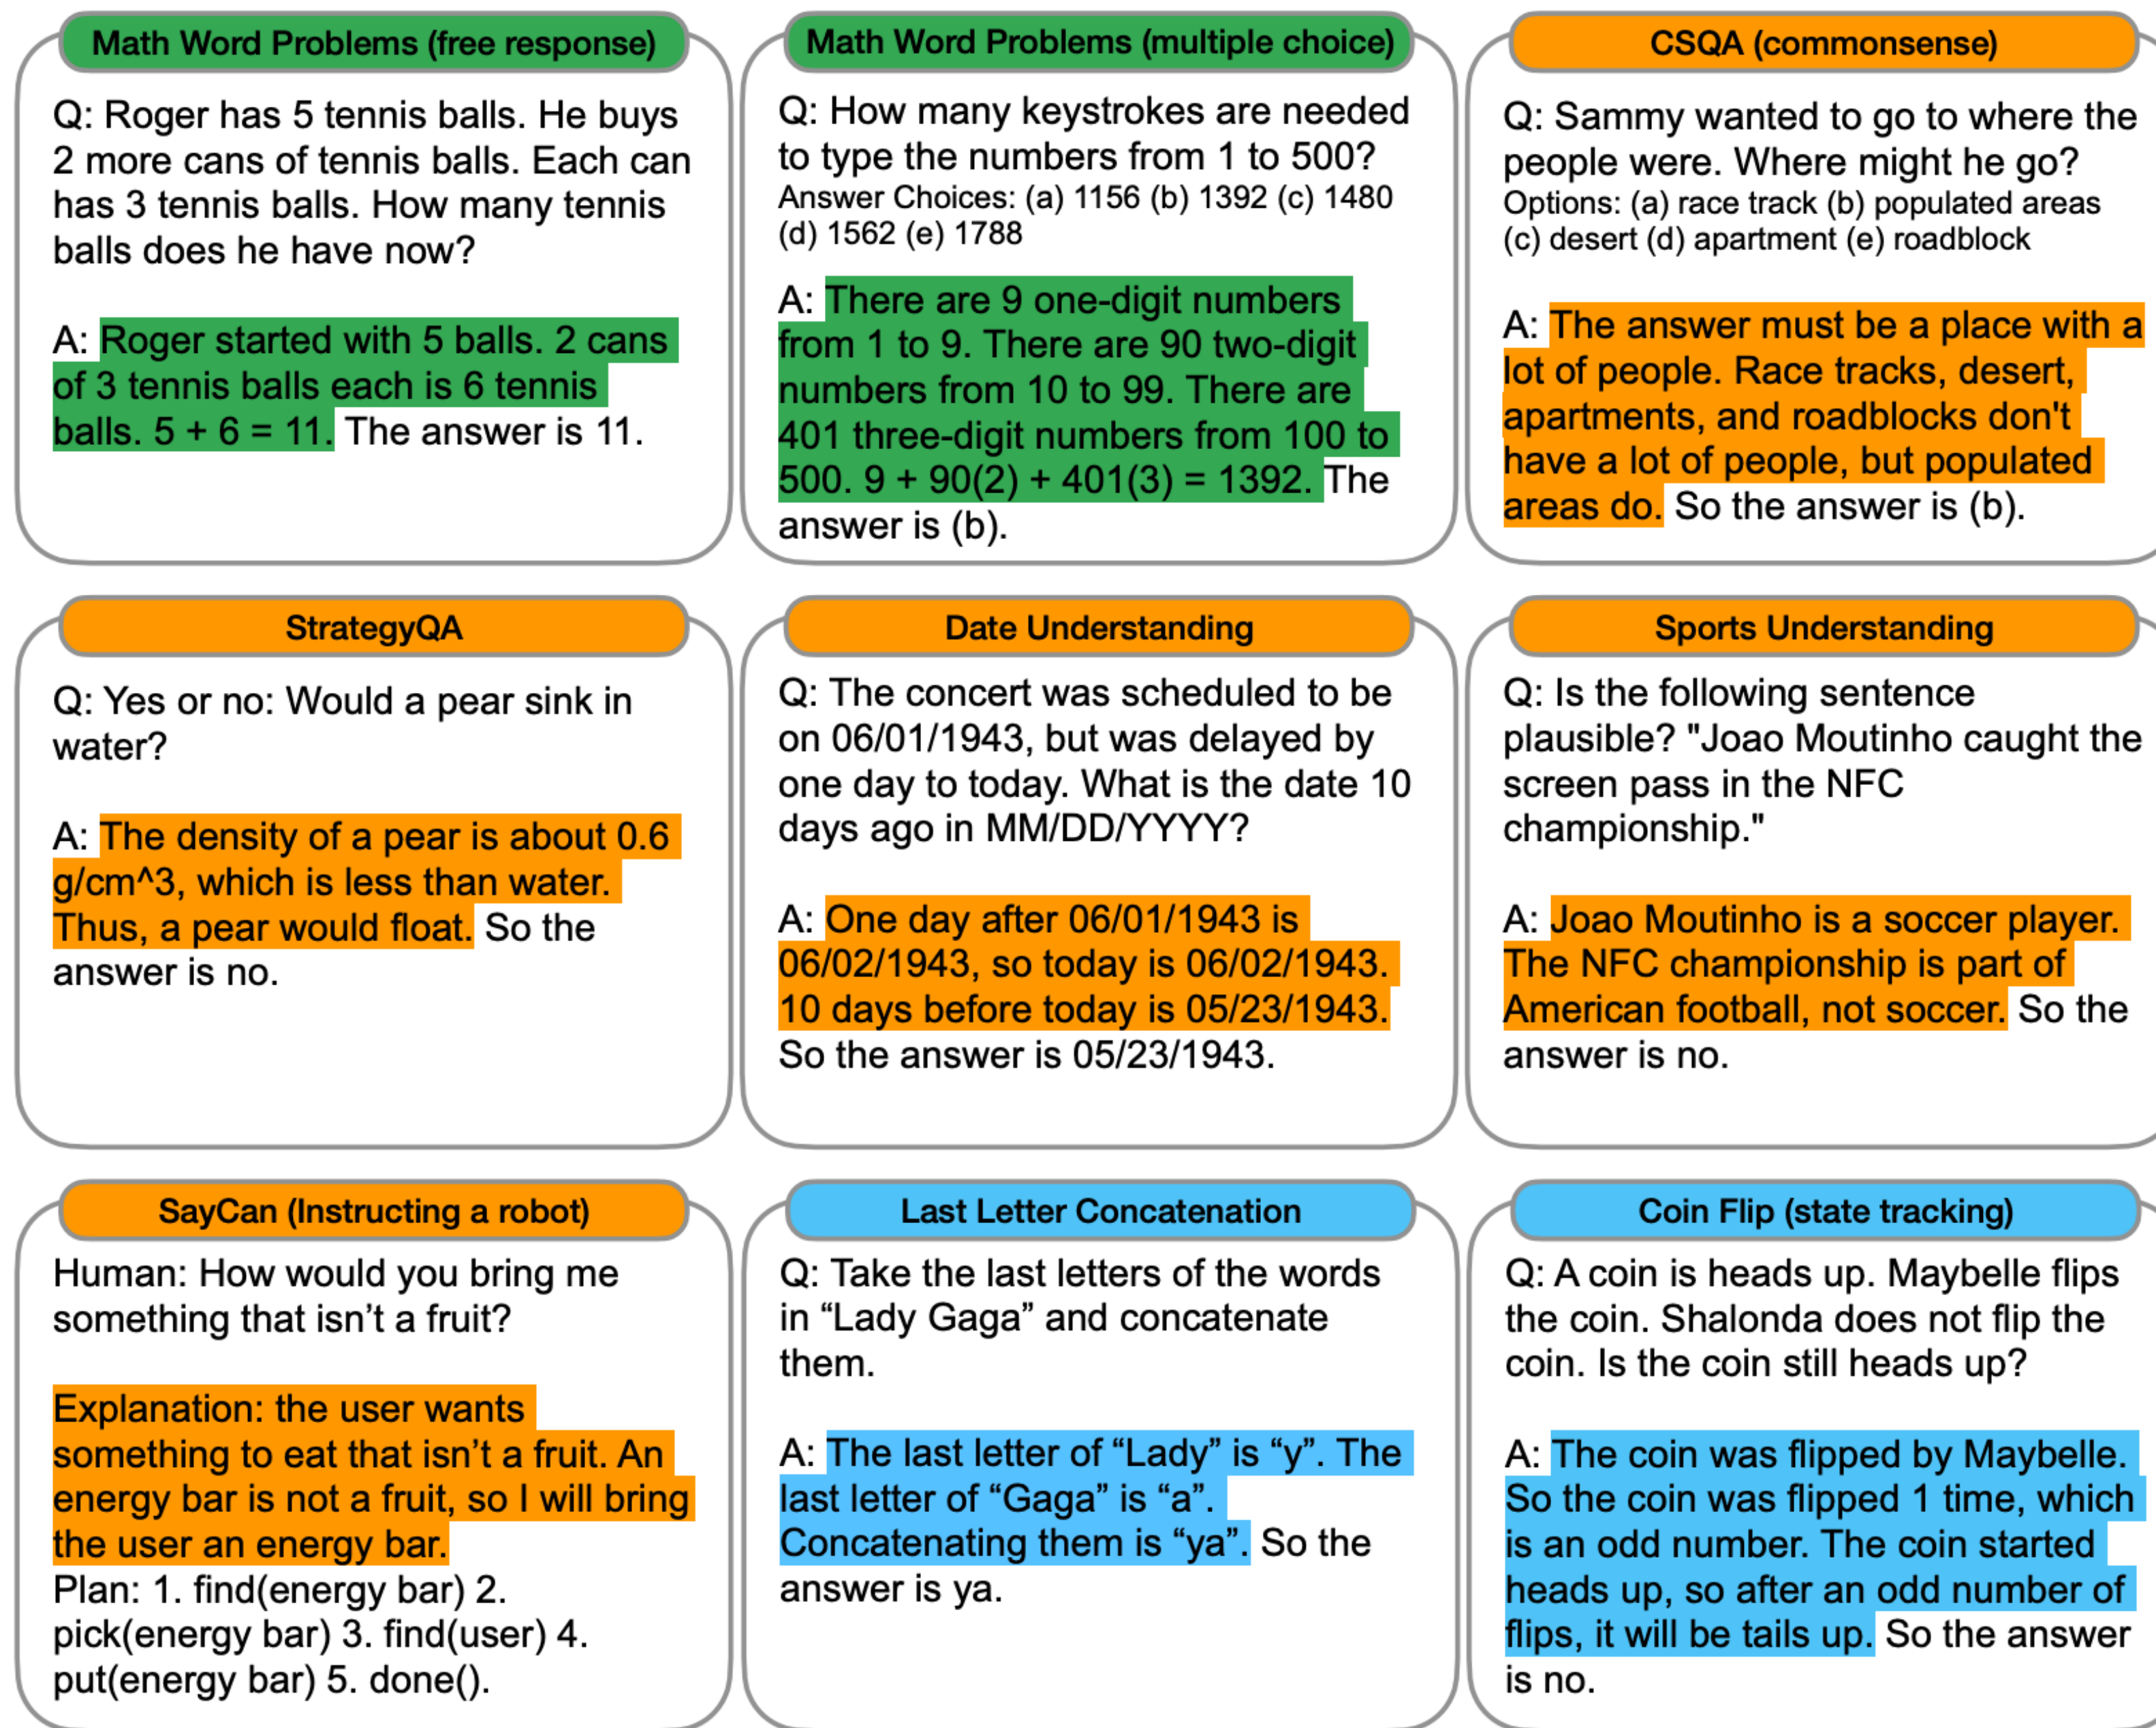 Math Word Problems (free response)
Q: Roger has 5 tennis balls. He buys
2 more cans of tennis balls. Each can
has 3 tennis balls. How many tennis
balls does he have now?
A: Roger started with 5 balls. 2 cans
of 3 tennis balls each is 6 tennis
balls. 5 + 6 = 11. The answer is 11.
Math Word Problems (multiple choice)
Q: How many keystrokes are needed
to type the numbers from 1 to 500?
Answer Choices: (a) 1156 (b) 1392 (c) 1480
(d) 1562 (e) 1788
A: There are 9 one-digit numbers
from 1 to 9. There are 90 two-digit
numbers from 10 to 99. There are
401 three-digit numbers from 100 to
500. 9 + 90(2) + 401(3) = 1392. The
answer is (b).
CSQA (commonsense)
Q: Sammy wanted to go to where the
people were. Where might he go?
Options: (a) race track (b) populated areas
(c) desert (d) apartment (e) roadblock
A: The answer must be a place with a
lot of people. Race tracks, desert,
apartments, and roadblocks don't
have a lot of people, but populated
areas do. So the answer is (b).
StrategyQA
Q: Yes or no: Would a pear sink in
water?
A: The density of a pear is about 0.6
g/cm^3, which is less than water.
Thus, a pear would float. So the
answer is no.
Date Understanding
Q: The concert was scheduled to be
on 06/01/1943, but was delayed by
one day to today. What is the date 10
days ago in MM/DD/YYYY?
A: One day after 06/01/1943 is
06/02/1943, so today is 06/02/1943.
10 days before today is 05/23/1943.
So the answer is 05/23/1943.
Sports Understanding
Q: Is the following sentence
plausible? "Joao Moutinho caught the
screen pass in the NFC
championship."
A: Joao Moutinho is a soccer player.
The NFC championship is part of
American football, not soccer. So the
answer is no.
SayCan (Instructing a robot)
Human: How would you bring me
something that isn’t a fruit?
Explanation: the user wants
something to eat that isn’t a fruit. An
energy bar is not a fruit, so I will bring
the user an energy bar.
Plan: 1. find(energy bar) 2.
pick(energy bar) 3. find(user) 4.
put(energy bar) 5. done().
Last Letter Concatenation
Q: Take the last letters of the words
in “Lady Gaga” and concatenate
them.
A: The last letter of “Lady” is “y”. The
last letter of “Gaga” is “a”.
Concatenating them is “ya”. So the
answer is ya.
Coin Flip (state tracking)
Q: A coin is heads up. Maybelle flips
the coin. Shalonda does not flip the
coin. Is the coin still heads up?
A: The coin was flipped by Maybelle.
So the coin was flipped 1 time, which
is an odd number. The coin started
heads up, so after an odd number of
flips, it will be tails up. So the answer
is no.